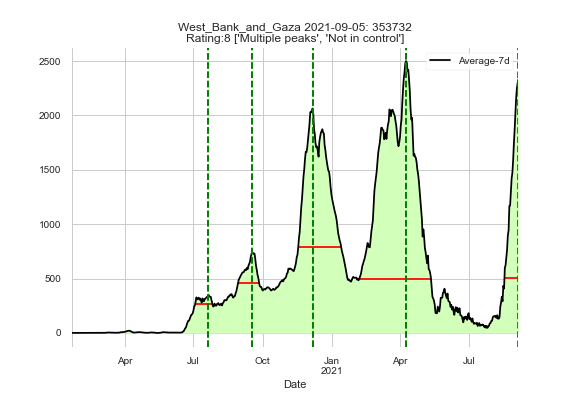 West_Bank_and_Gaza 2021-09-05: 353732
Rating:8 ['Multiple peaks', 'Not in control']
Average-7d
2500
2000
1500
1000
500
0
Apr Jul Oct Jan Apr Jul
2021
Date